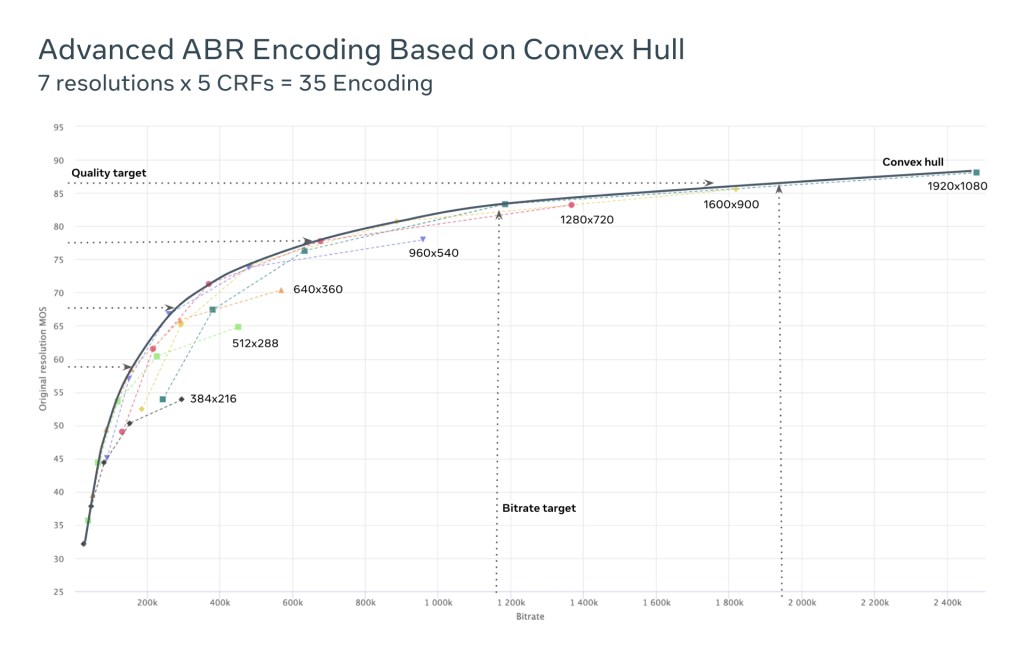 Advanced ABR Encoding Based on Convex Hull
7 resolutions x 5 CRFs = 35 Encoding
95
90
85
80
75
70
65
60
55
50
45
40
35
30
25
Original resolution MOS
Quality target
Convex hull
1920x1080
1600x900
1280x720
960x540
640x360
512x288
384x216
Bitrate target
200k 400k 600k 800k 1 000k 1 200k 1 400k 1 600k 1 800k 2 000k 2 200k 2 400k
Bitrate